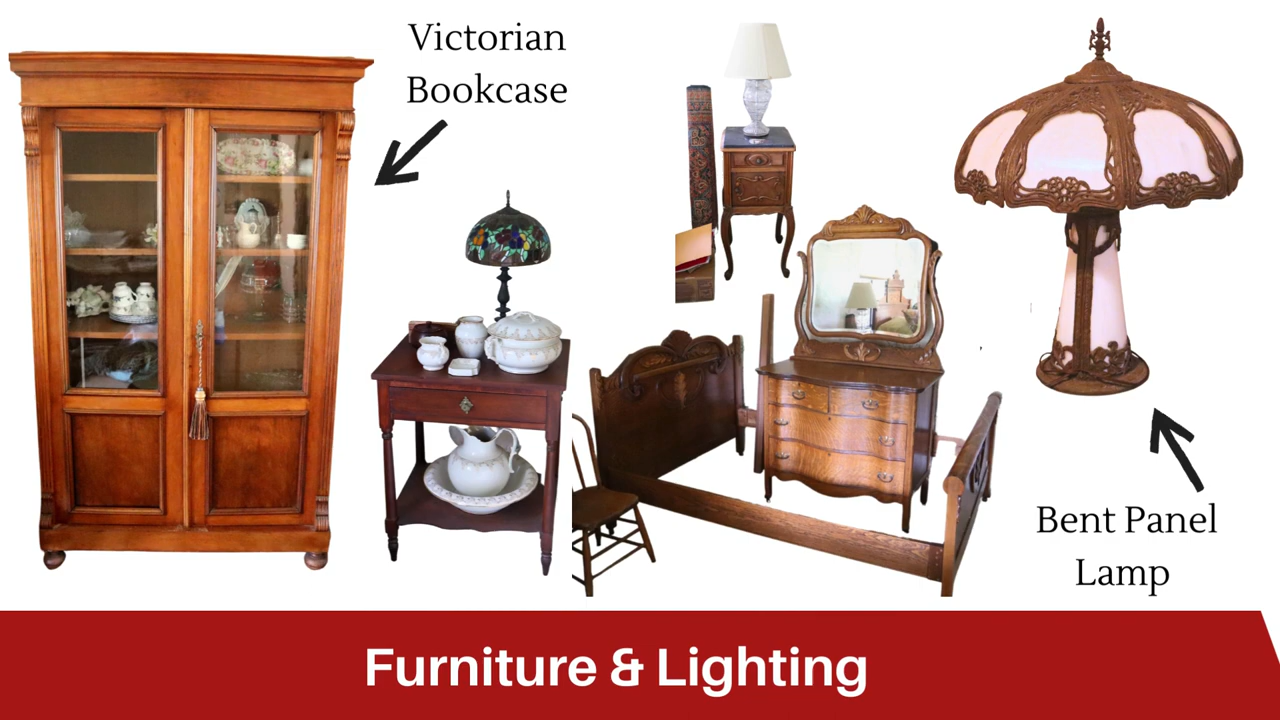 Victorian
Bookcase
Bent Panel
Lamp
Furniture & Lighting